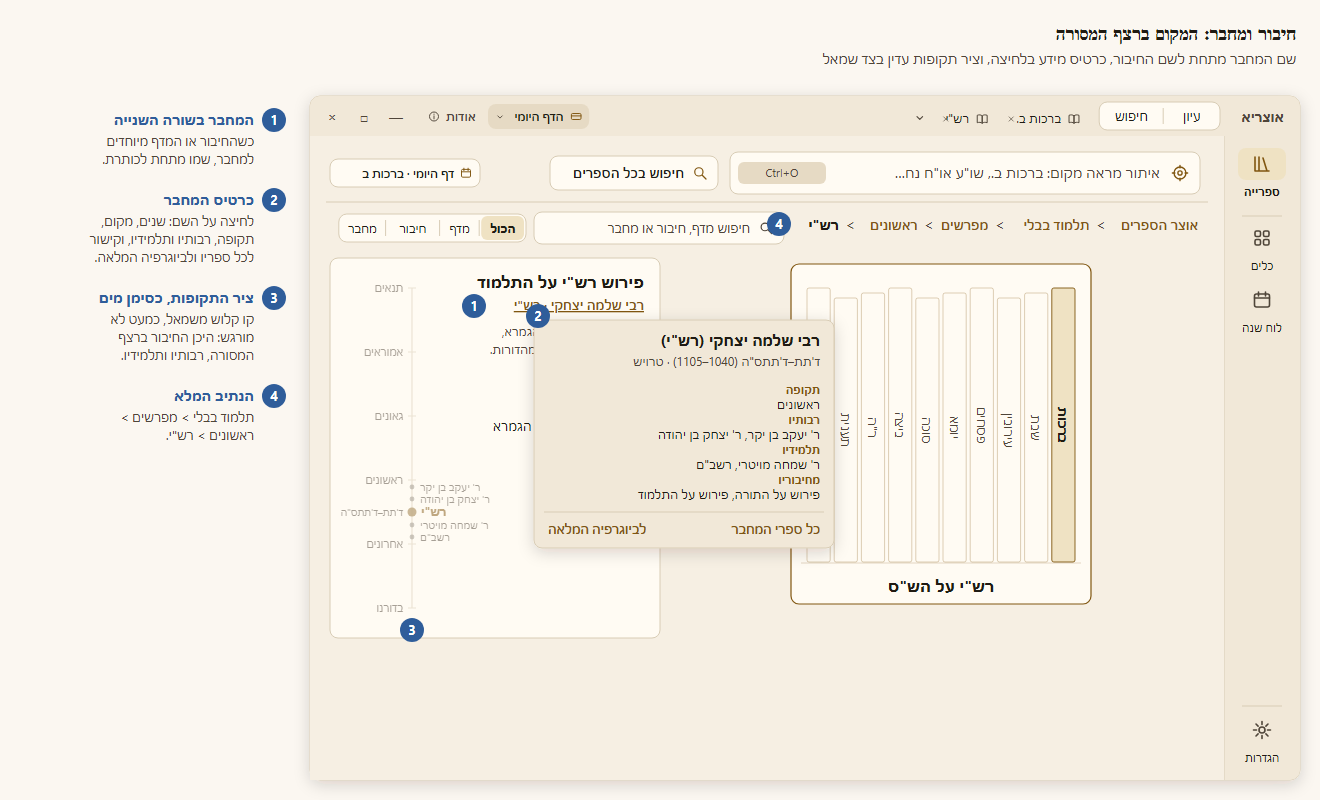 חיבור ומחבר: המקום ברצף המסורה
שם המחבר מתחת לשם החיבור, כרטיס מידע בלחיצה, וציר תקופות עדין בצד שמאל
אוצריא
עיון
חיפוש
ברכות ב.
רש"י
הדף היומי
אודות
ספרייה
כלים
לוח שנה
הגדרות
איתור מראה מקום: ברכות ב., שו"ע או"ח נח...
Ctrl+O
חיפוש בכל הספרים
דף היומי · ברכות ב
אוצר הספרים > תלמוד בבלי > מפרשים > ראשונים > רש"י
4
חיפוש מדף, חיבור או מחבר
הכול
מדף
חיבור
מחבר
ברכות
שבת
עירובין
פסחים
יומא
סוכה
ביצה
ר"ה
תענית
רש"י על הש"ס
פירוש רש"י על התלמוד
רבי שלמה יצחקי · רש"י
1
2
הגמרא,
מהדורות.
הגמרא
רבי שלמה יצחקי (רש"י)
ד'תת–ד'תתס"ה (1040–1105) · טרויש
תקופה
ראשונים
רבותיו
ר' יעקב בן יקר, ר' יצחק בן יהודה
תלמידיו
ר' שמחה מויטרי, רשב"ם
מחיבוריו
פירוש על התורה, פירוש על התלמוד
כל ספרי המחבר
לביוגרפיה המלאה
תנאים
אמוראים
גאונים
ראשונים
ר' יעקב בן יקר
ר' יצחק בן יהודה
רש"י
ד'תת–ד'תתס"ה
ר' שמחה מויטרי
רשב"ם
אחרונים
בדורנו
3
1
המחבר בשורה השנייה
כשהחיבור או המדף מיוחדים
למחבר, שמו מתחת לכותרת.
2
כרטיס המחבר
לחיצה על השם: שנים, מקום,
תקופה, רבותיו ותלמידיו, וקישור
לכל ספריו ולביוגרפיה המלאה.
3
ציר התקופות, כסימן מים
קו קלוש משמאל, כמעט לא
מורגש: היכן החיבור ברצף
המסורה, רבותיו ותלמידיו.
4
הנתיב המלא
תלמוד בבלי > מפרשים >
ראשונים > רש"י.